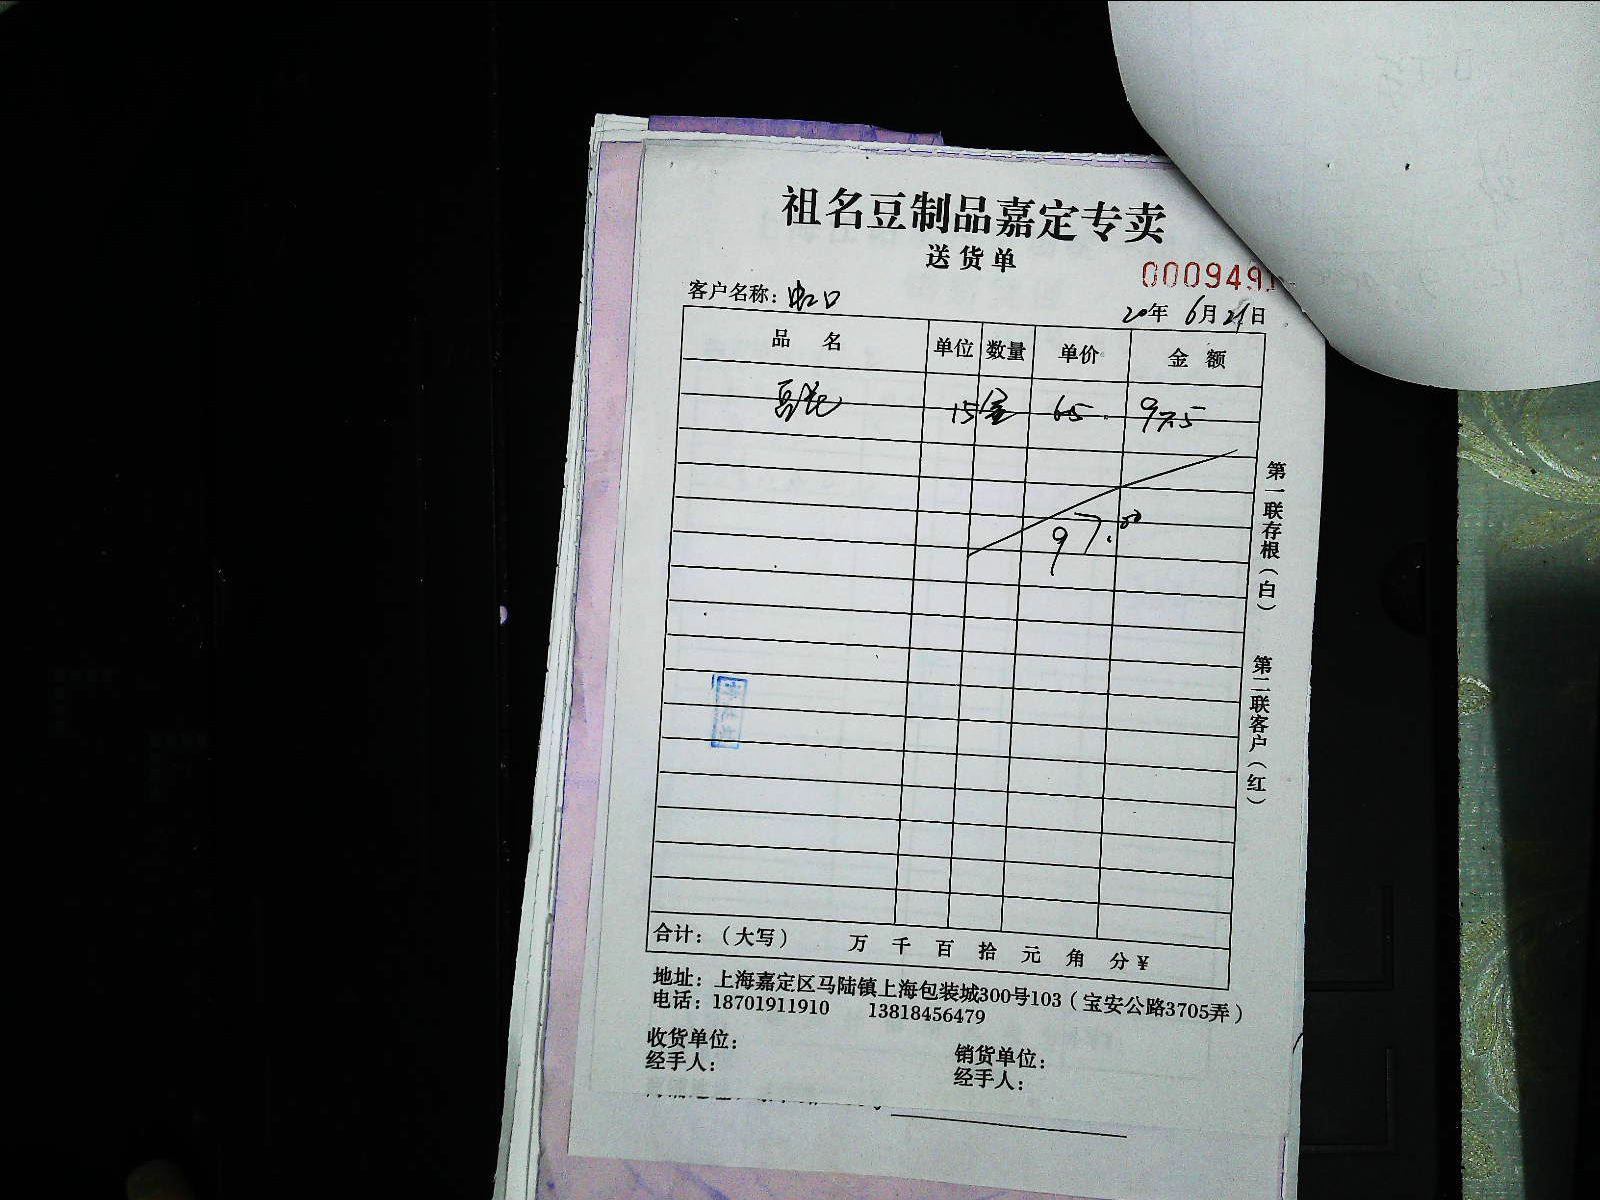 祖名豆制品嘉定专卖
送货单
000949
客户名称：虹口
20年 6月21日
品 名 单位 数量 单价 金 额
豆花 15 盒 65. 97.5
97.00
第一联存根（白） 第二联客户（红）
合计：（大写） 万 千 百 拾 元 角 分¥
地址：上海嘉定区马陆镇上海包装城300号103（宝安公路3705弄）
电话：18701911910 13818456479
收货单位： 销货单位：
经手人： 经手人：